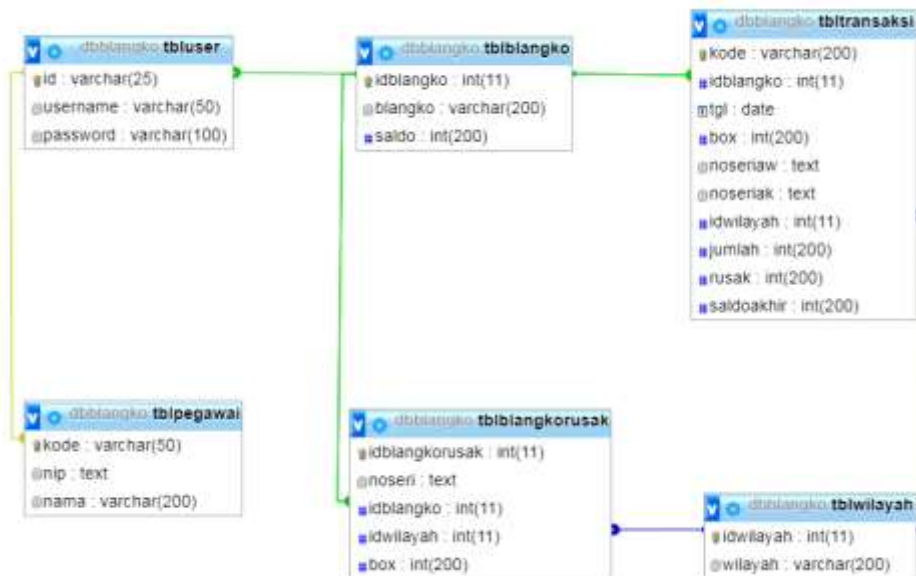 dbblangko tbluser
id : varchar(25)
username : varchar(50)
password : varchar(100)
dbblangko tblblangko
idblangko : int(11)
blangko : varchar(200)
saldo : int(200)
dbblangko tbltransaksi
kode : varchar(200)
idblangko : int(11)
tgl : date
box : int(200)
noseriaw : text
noseriak : text
idwilayah : int(11)
jumlah : int(200)
rusak : int(200)
saldoakhir : int(200)
dbblangko tblpegawai
kode : varchar(50)
nip : text
nama : varchar(200)
dbblangko tblblangkorusak
idblangkorusak : int(11)
noseri : text
idblangko : int(11)
idwilayah : int(11)
box : int(200)
dbblangko tblwilayah
idwilayah : int(11)
wilayah : varchar(200)